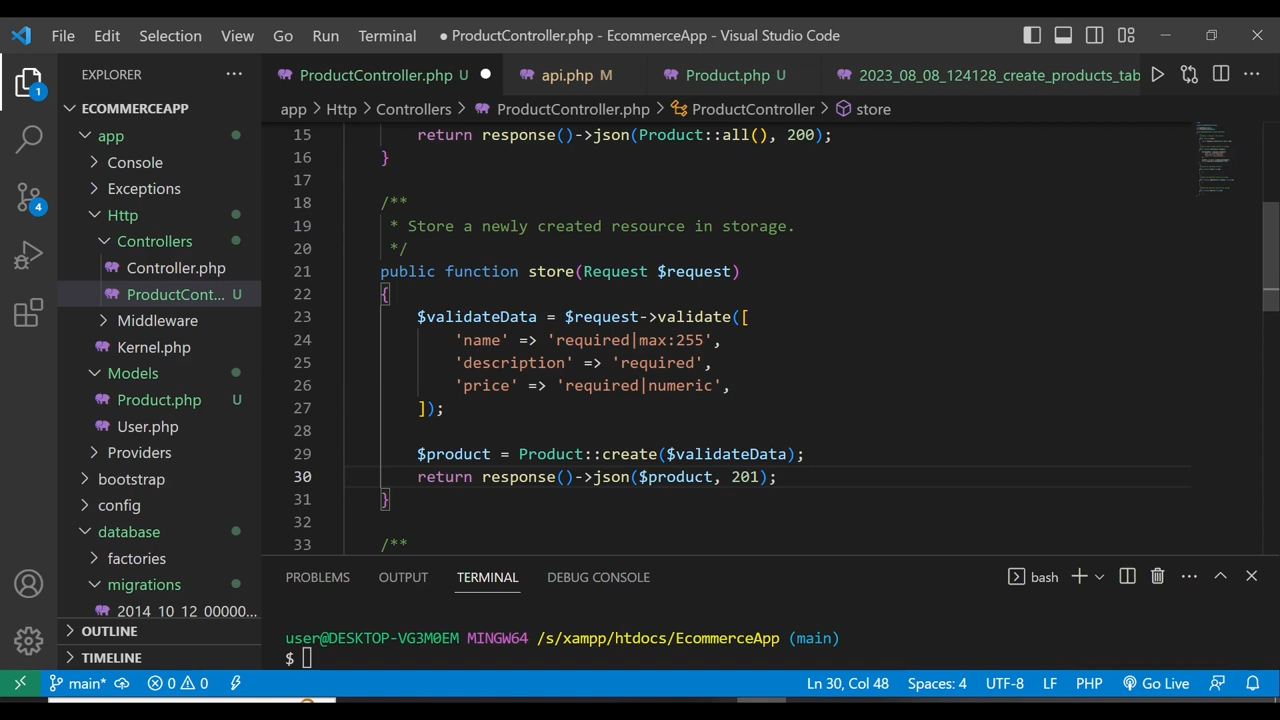 File Edit Selection View Go Run Terminal ● ProductController.php - EcommerceApp - Visual Studio Code
EXPLORER
ProductController.php U
api.php M
Product.php U
2023_08_08_124128_create_products_tab
ECOMMERCEAPP
app > Http > Controllers > ProductController.php > ProductController > store
app
Console
Exceptions
Http
Controllers
Controller.php
ProductCont... U
Middleware
Kernel.php
Models
Product.php U
User.php
Providers
bootstrap
config
database
factories
migrations
2014_10_12_00000...
OUTLINE
TIMELINE
1
4
15 return response()->json(Product::all(), 200);
16 }
17
18 /**
19 * Store a newly created resource in storage.
20 */
21 public function store(Request $request)
22 {
23 $validateData = $request->validate([
24 'name' => 'required|max:255',
25 'description' => 'required',
26 'price' => 'required|numeric',
27 ]);
28
29 $product = Product::create($validateData);
30 return response()->json($product, 201);
31 }
32
33 /**
PROBLEMS OUTPUT TERMINAL DEBUG CONSOLE
bash
user@DESKTOP-VG3M0EM MINGW64 /s/xampp/htdocs/EcommerceApp (main)
$
main* 0 0 Ln 30, Col 48 Spaces: 4 UTF-8 LF PHP Go Live